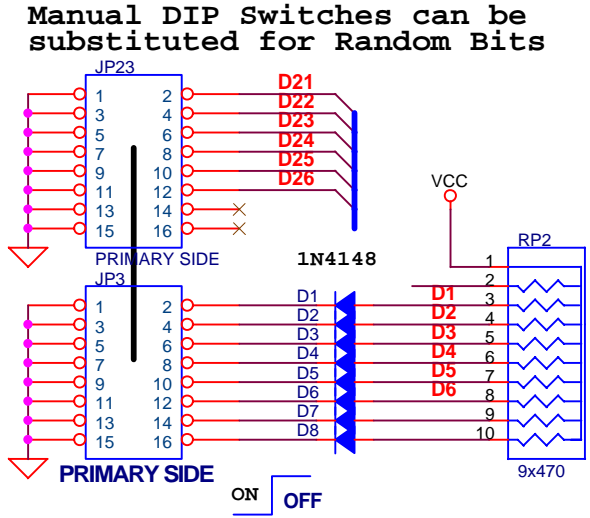 Manual DIP Switches can be
substituted for Random Bits
JP23
1 2 D21
3 4 D22
5 6 D23
7 8 D24
9 10 D25
11 12 D26
13 14
15 16
PRIMARY SIDE
1N4148
VCC
RP2
JP3
1
2
1 2 D1 D1 3
3 4 D2 D2 4
5 6 D3 D3 5
7 8 D4 D4 6
9 10 D5 D5 7
11 12 D6 D6 8
13 14 D7 9
15 16 D8 10
PRIMARY SIDE
9x470
ON OFF